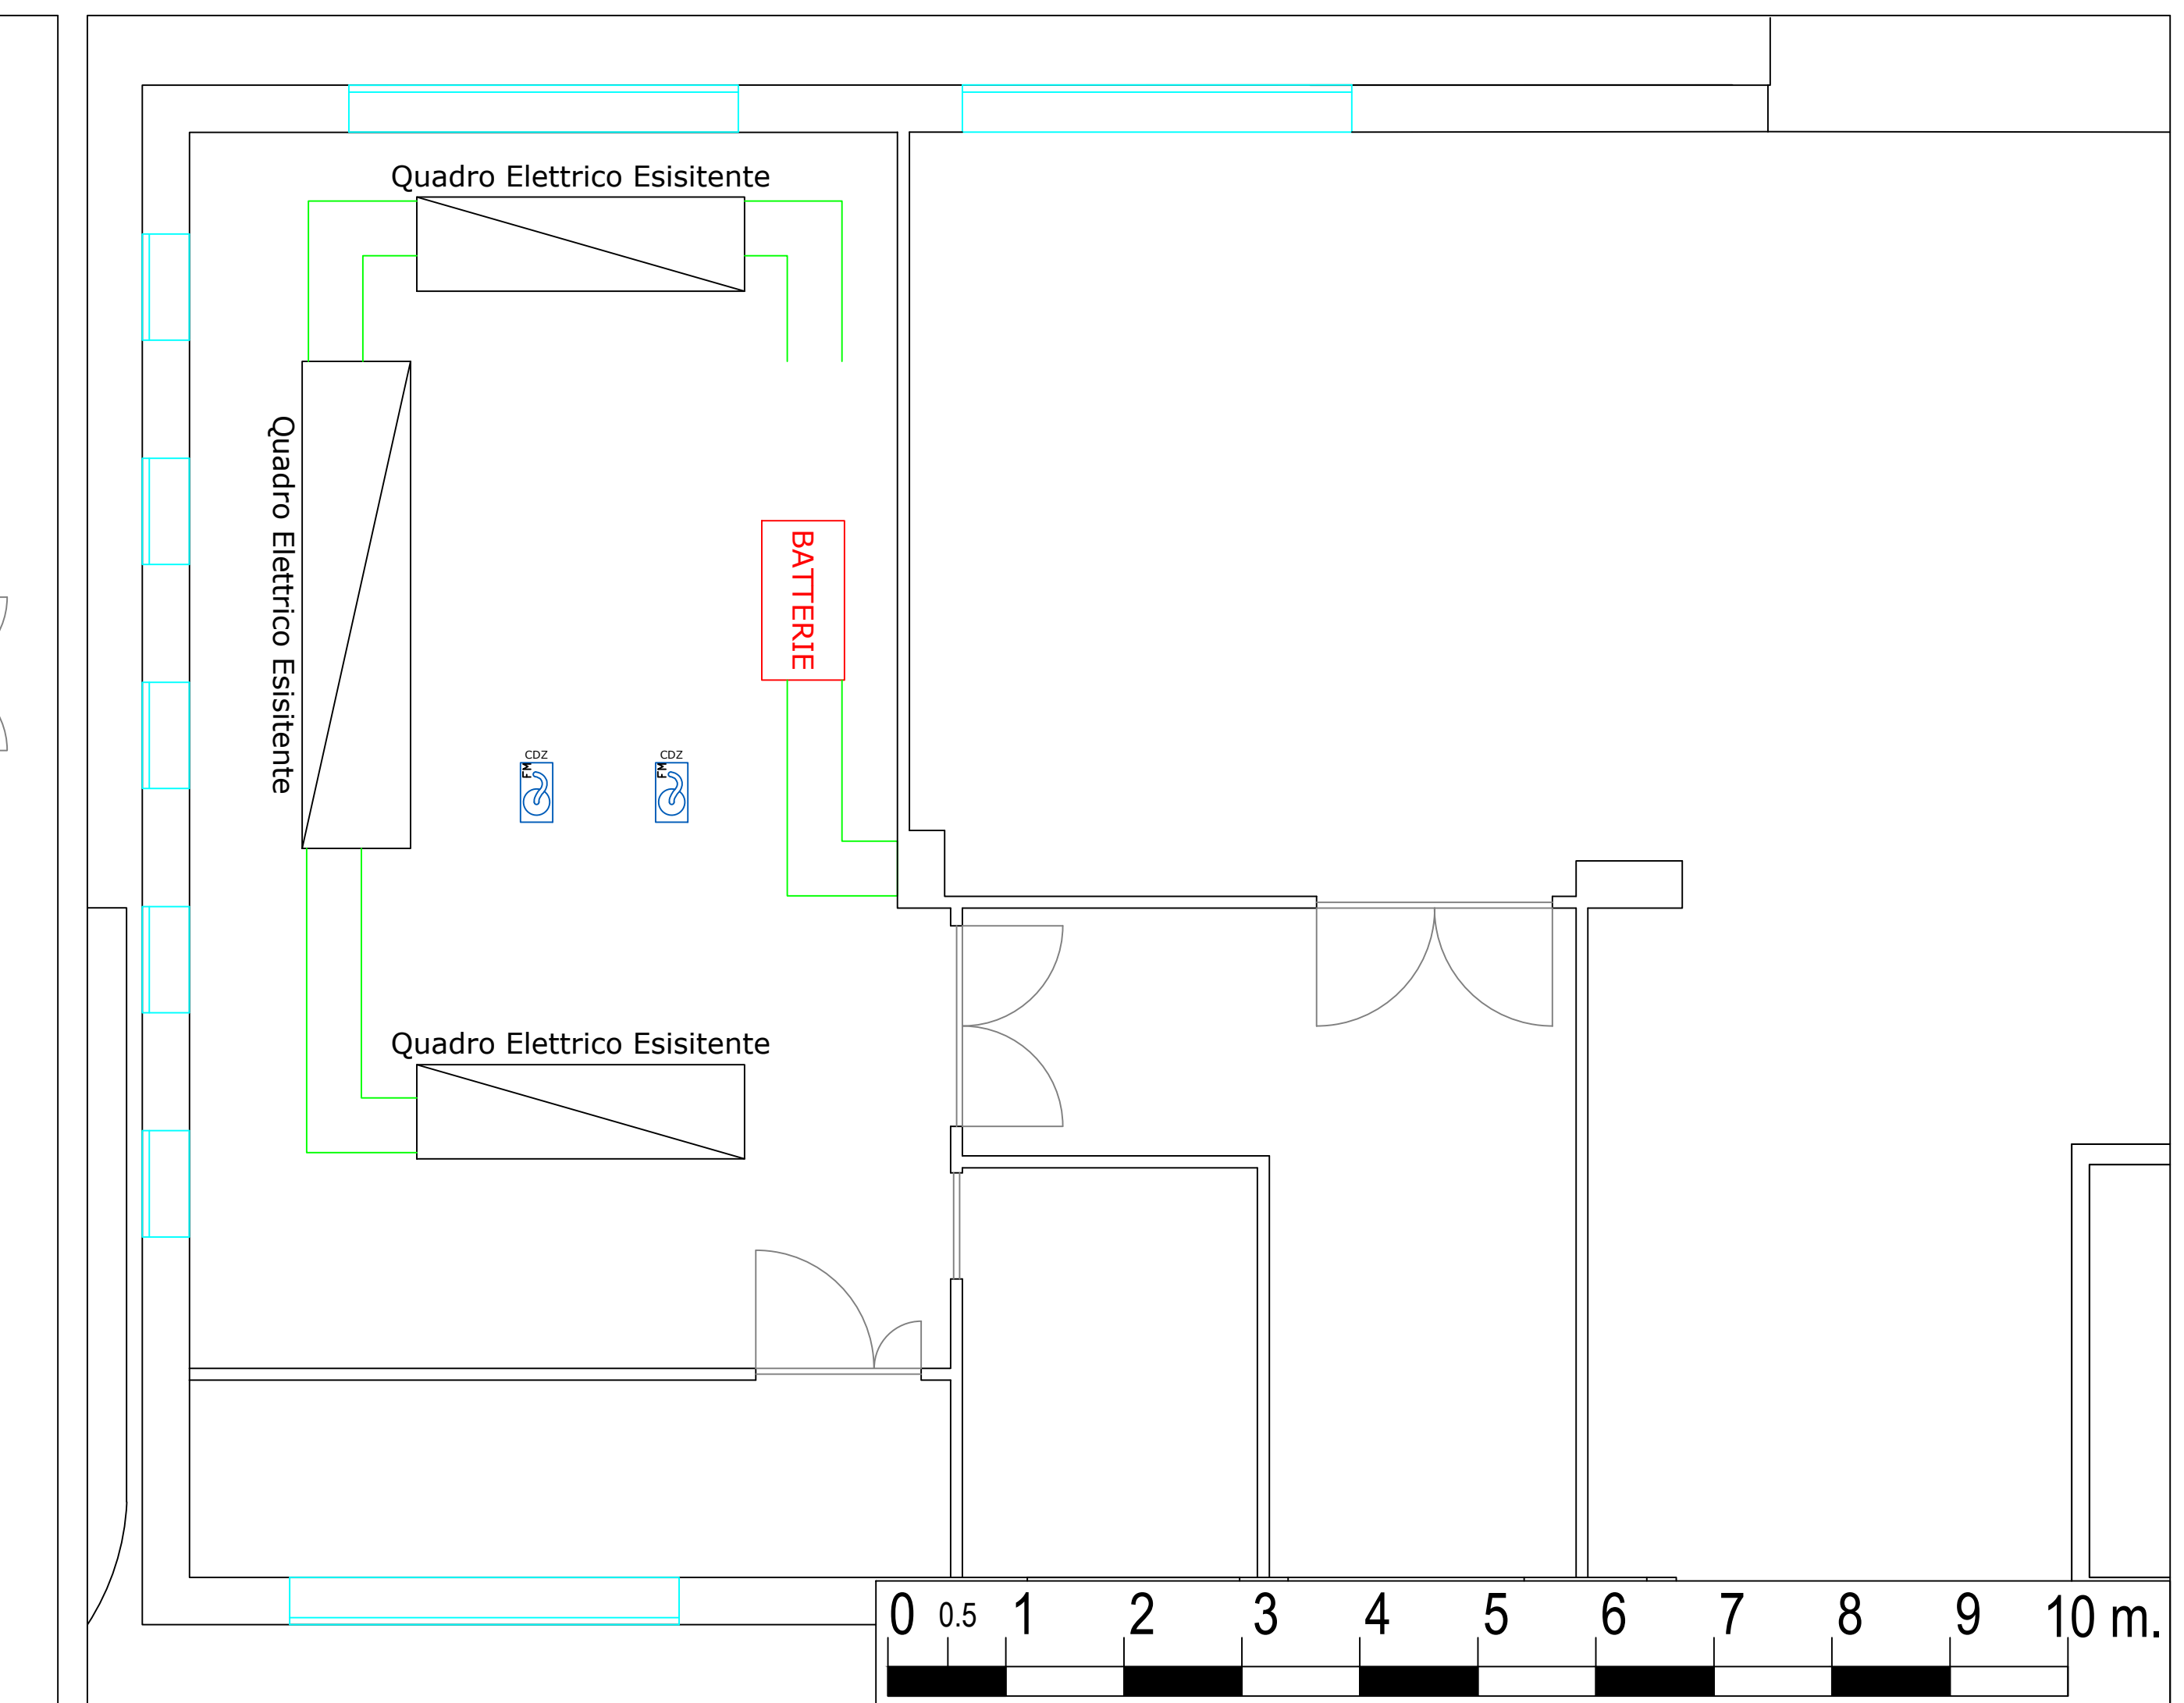 Quadro Elettrico Esisitente
Quadro Elettrico Esisitente
BATTERIE
CDZ
FM
CDZ
FM
Quadro Elettrico Esisitente
0 0.5 1 2 3 4 5 6 7 8 9 10 m.